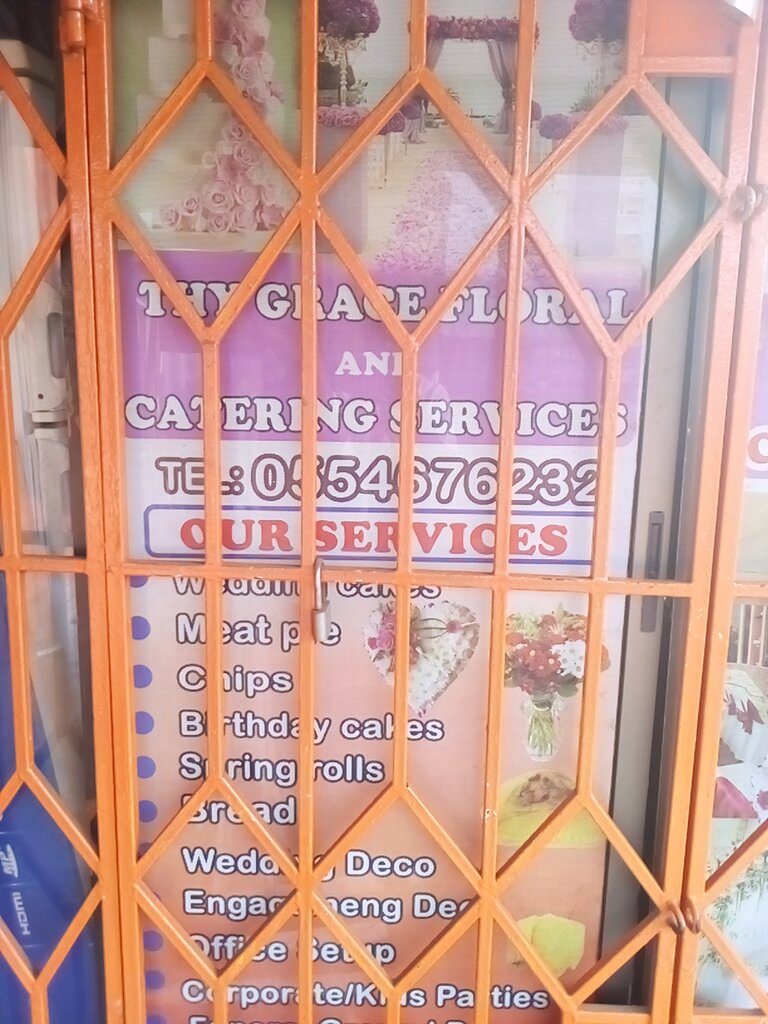 THY GRACE FLORAL
AND
CATERING SERVICES
TEL: 0554676232
OUR SERVICES
Wedding cakes
Meat pie
Chips
Birthday cakes
Spring rolls
Bread
Wedding Deco
Engagemeng Deco
Office Setup
Corporate/Kids Parties
HDMI